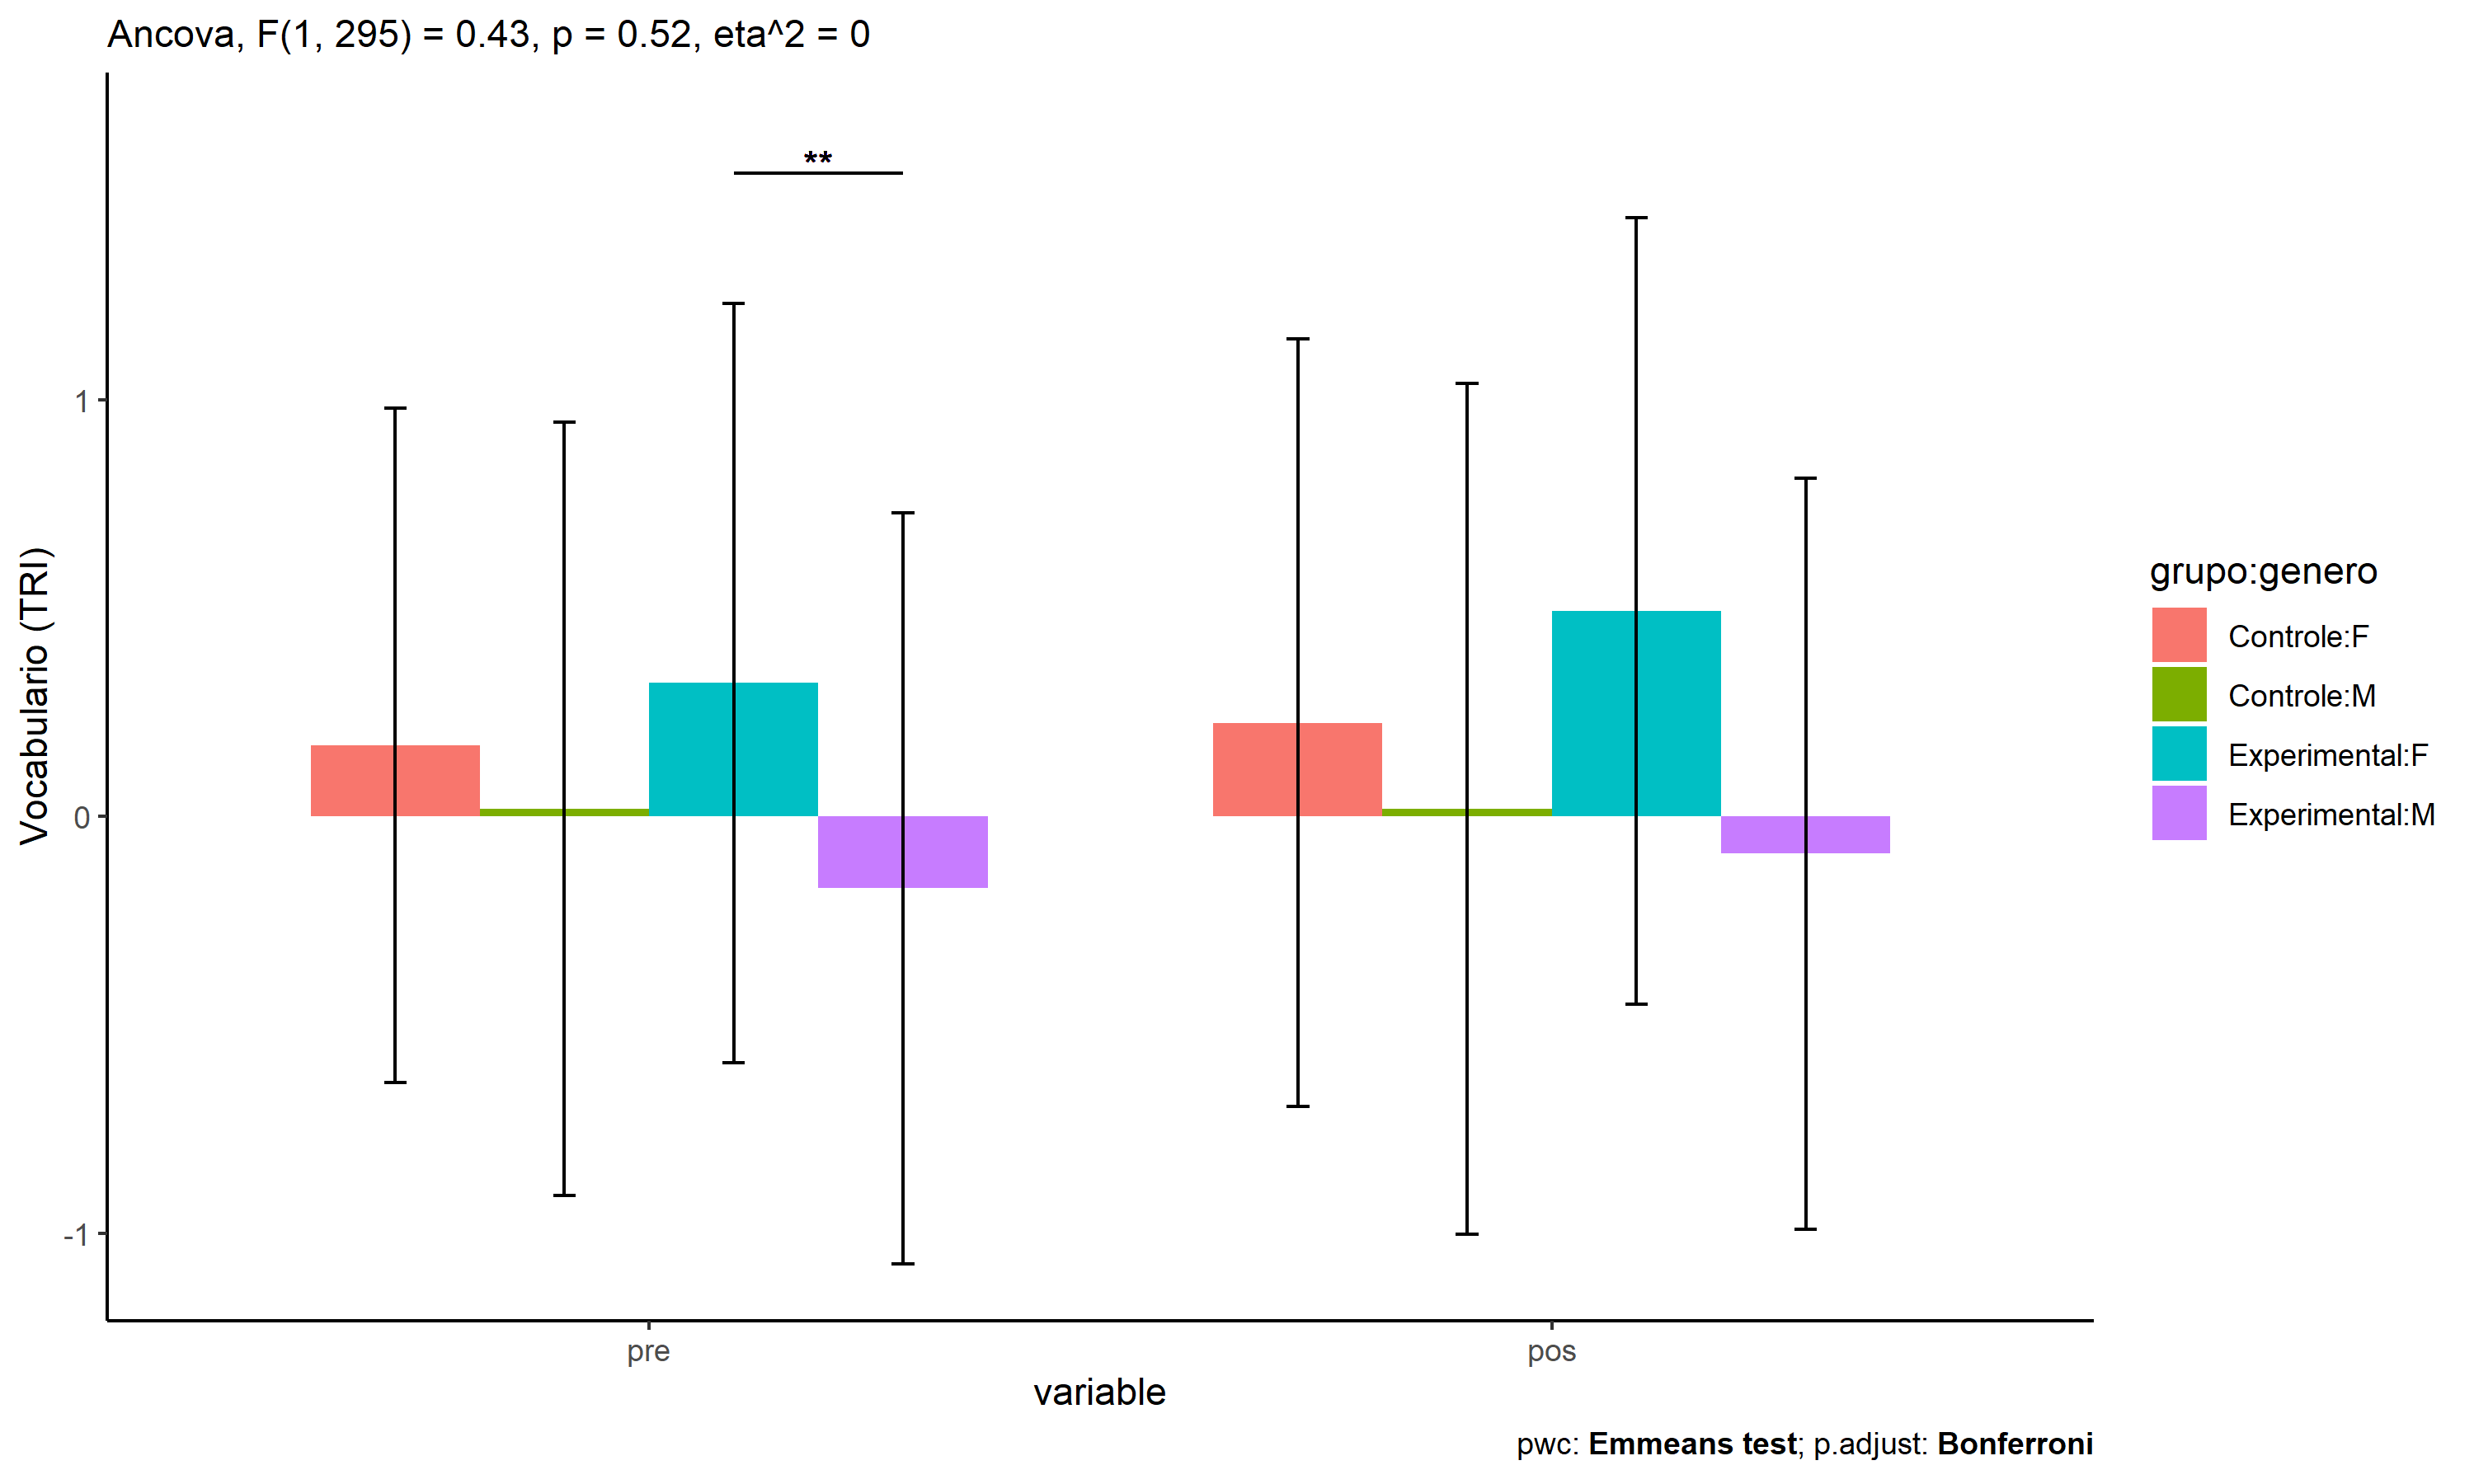 Ancova, F(1, 295) = 0.43, p = 0.52, eta^2 = 0
**
1
0
-1
Vocabulario (TRI)
pre
pos
variable
grupo:genero
Controle:F
Controle:M
Experimental:F
Experimental:M
pwc: Emmeans test; p.adjust: Bonferroni